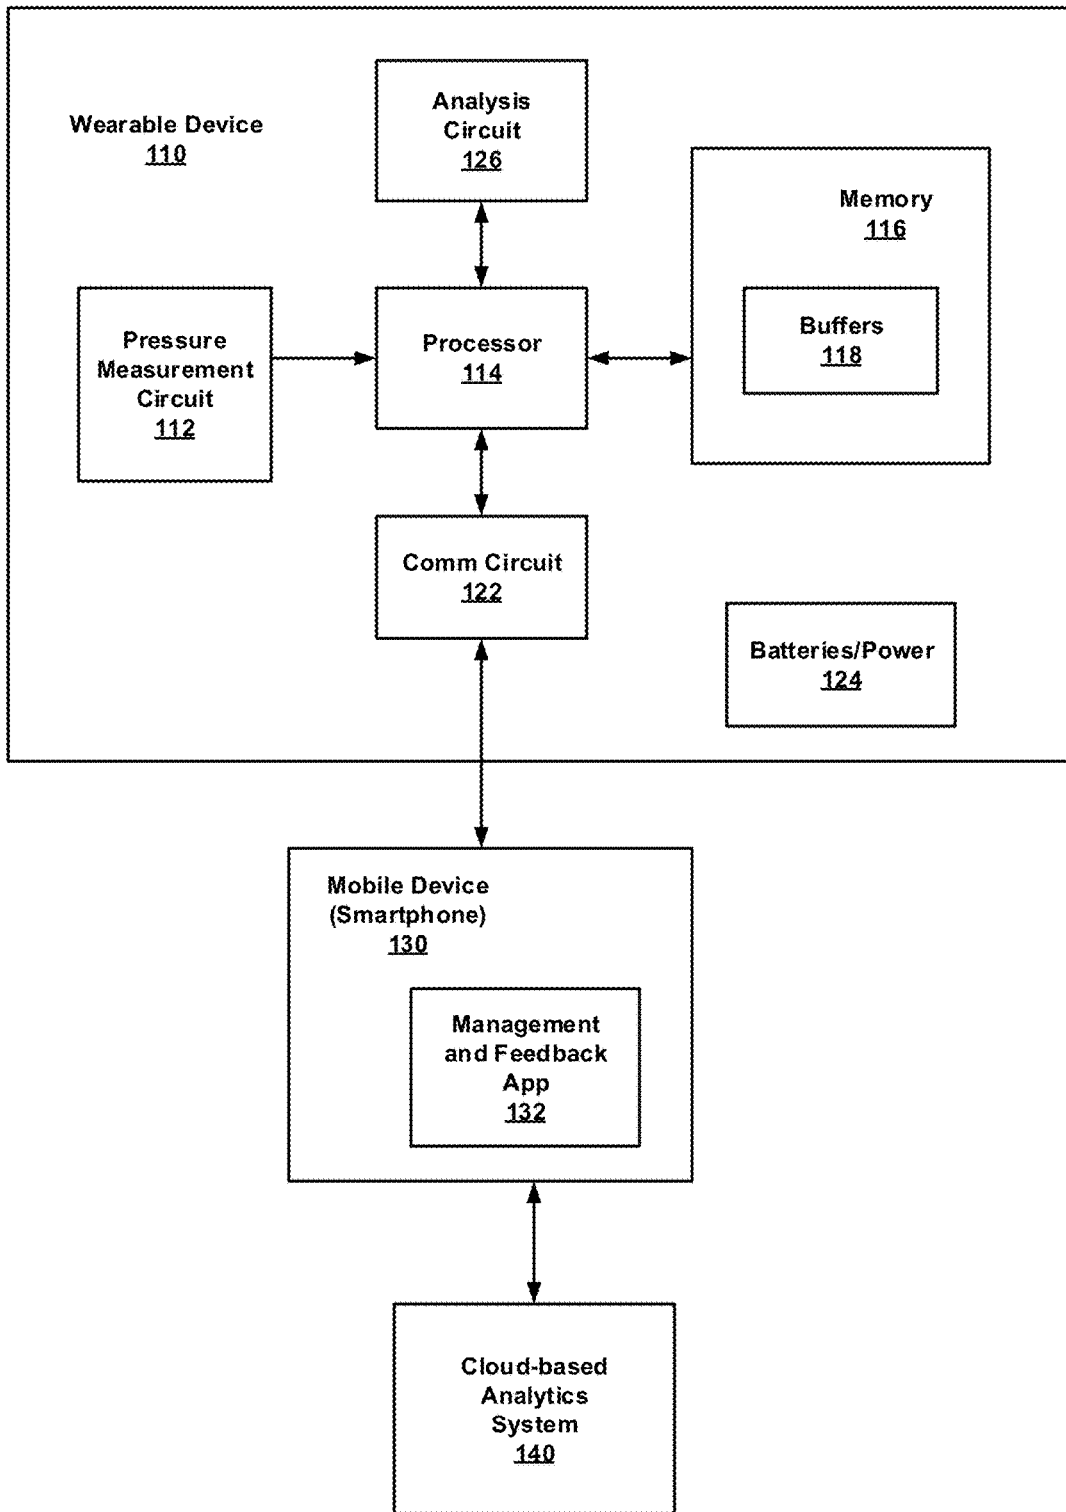 Wearable Device
110
Analysis
Circuit
126
Memory
116
Pressure
Measurement
Circuit
112
Processor
114
Buffers
118
Comm Circuit
122
Batteries/Power
124
Mobile Device
(Smartphone)
130
Management
and Feedback
App
132
Cloud-based
Analytics
System
140